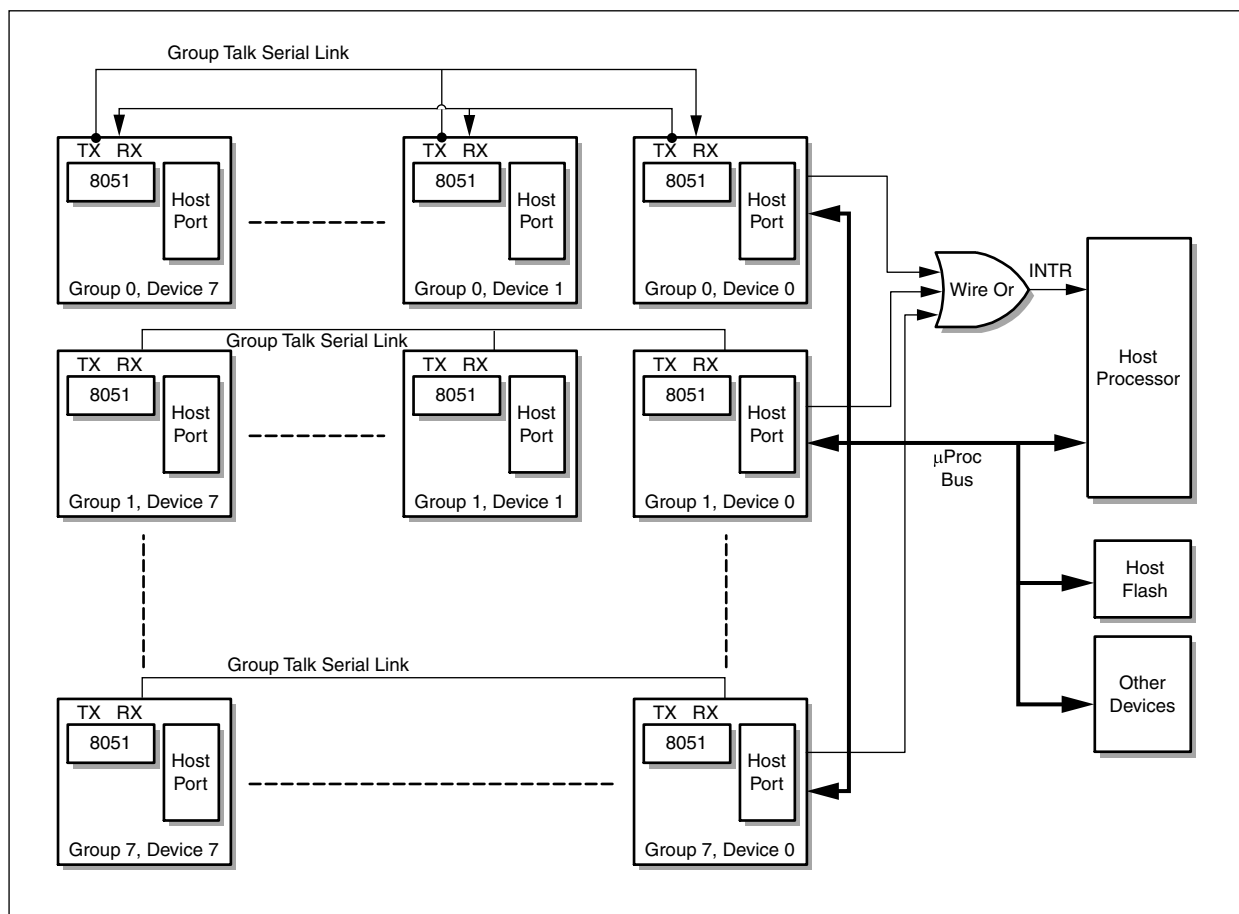 Group Talk Serial Link
TX RX
8051
Host
Port
Group 0, Device 7
TX RX
8051
Host
Port
Group 0, Device 1
TX RX
8051
Host
Port
Group 0, Device 0
Wire Or
INTR
Host
Processor
Group Talk Serial Link
TX RX
8051
Host
Port
Group 1, Device 7
TX RX
8051
Host
Port
Group 1, Device 1
TX RX
8051
Host
Port
Group 1, Device 0
μProc
Bus
Host
Flash
Other
Devices
Group Talk Serial Link
TX RX
8051
Host
Port
Group 7, Device 7
TX RX
8051
Host
Port
Group 7, Device 0